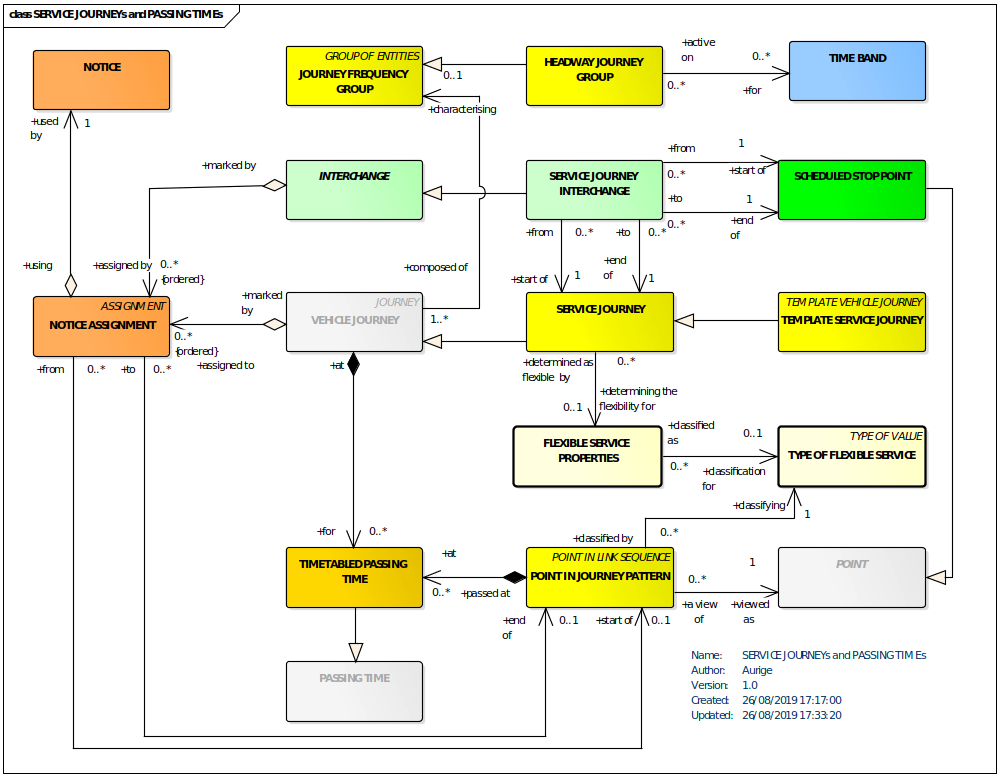 class SERVICE JOURNEYs and PASSING TIMEs
NOTICE
GROUP OF ENTITIES
JOURNEY FREQUENCY
GROUP
HEADWAY JOURNEY
GROUP
TIME BAND
+active
on
0..*
0..*
+for
0..1
+characterising
+used
by
1
+marked by
INTERCHANGE
SERVICE JOURNEY
INTERCHANGE
SCHEDULED STOP POINT
+from
1
0..*
+start of
+to
1
0..*
+end
of
+from
0..*
+to
0..*
+using
+assigned by
0..*
{ordered}
+composed of
+start of
1
+end
of
1
ASSIGNMENT
NOTICE ASSIGNMENT
+marked
by
0..*
{ordered}
+assigned to
JOURNEY
VEHICLE JOURNEY
1..*
SERVICE JOURNEY
TEMPLATE VEHICLE JOURNEY
TEMPLATE SERVICE JOURNEY
+from
0..*
+to
0..*
+at
+determined as
flexible by
0..*
+determining the
flexibility for
0..1
FLEXIBLE SERVICE
PROPERTIES
+classified
as
0..1
0..*
+classification
for
TYPE OF VALUE
TYPE OF FLEXIBLE SERVICE
+classifying
1
+for
0..*
+classified by
0..*
TIMETABLED PASSING
TIME
+at
0..*
+passed at
POINT IN LINK SEQUENCE
POINT IN JOURNEY PATTERN
0..*
1
+a view
of
+viewed
as
POINT
+end
of
0..1
+start of
0..1
PASSING TIME
Name: SERVICE JOURNEYs and PASSING TIMEs
Author: Aurige
Version: 1.0
Created: 26/08/2019 17:17:00
Updated: 26/08/2019 17:33:20